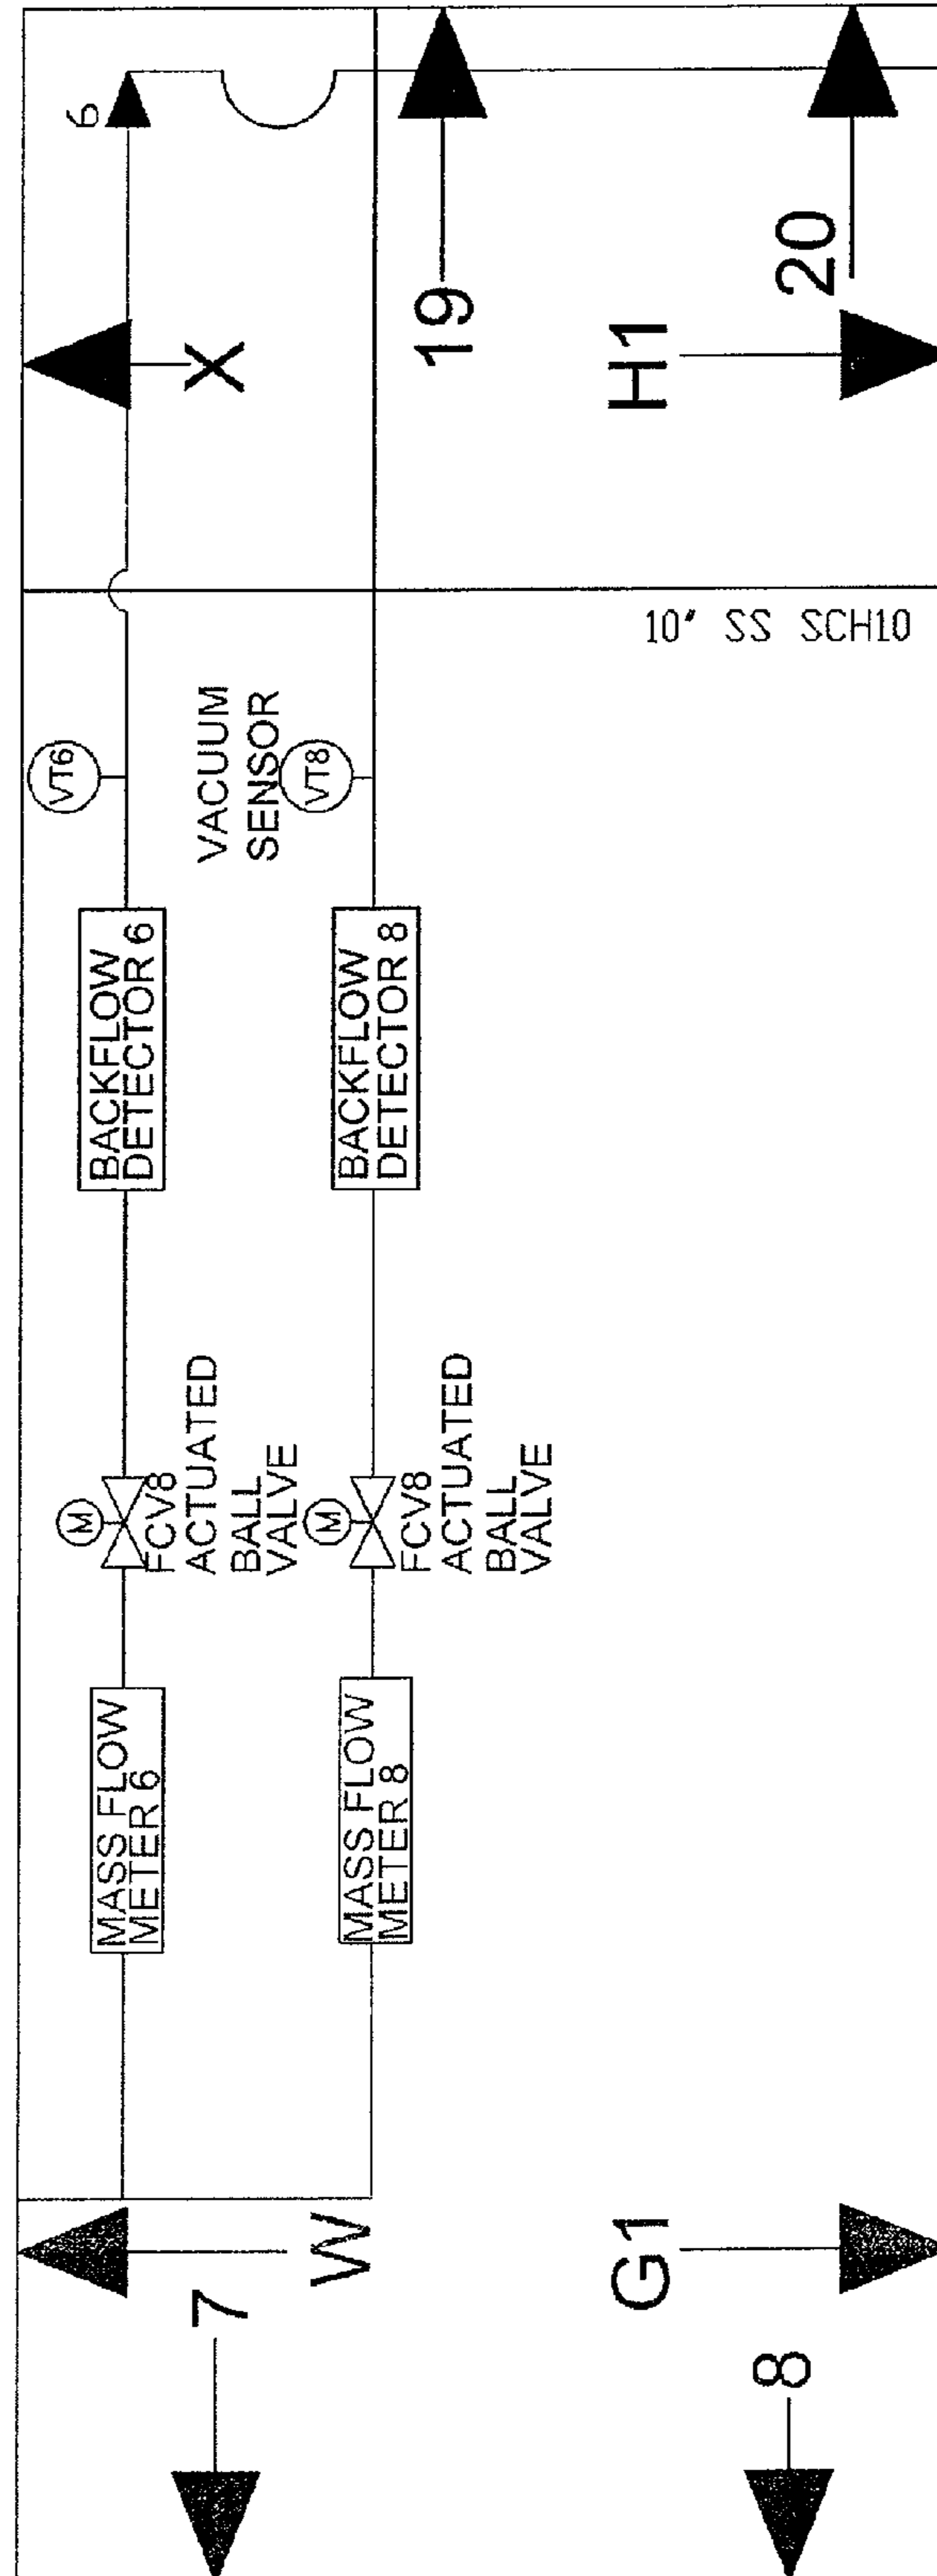 6
X
19
20
H1
10" SS SCH10
VT6
VACUUM
SENSOR
VT8
BACKFLOW
DETECTOR 6
BACKFLOW
DETECTOR 8
M
FCV8
ACTUATED
BALL
VALVE
M
FCV8
ACTUATED
BALL
VALVE
MASS FLOW
METER 6
MASS FLOW
METER 8
W
7
G1
8